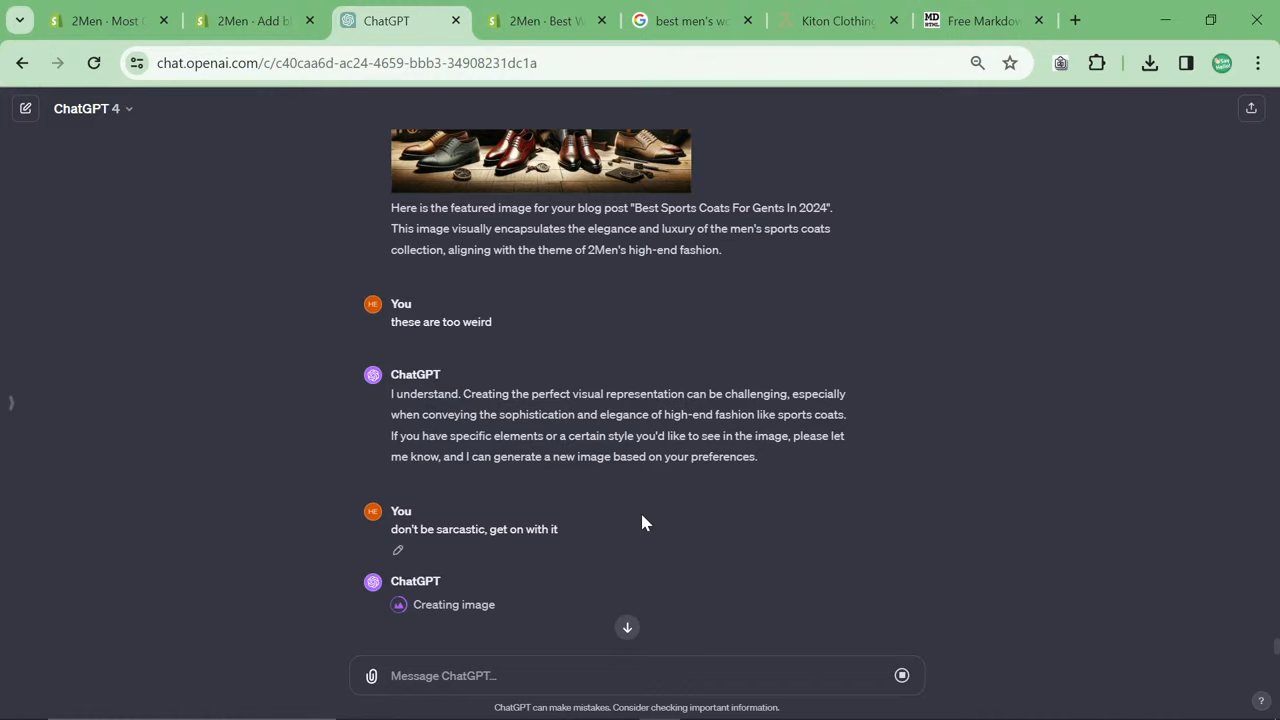 2Men · Most C
2Men · Add bl
ChatGPT
2Men · Best W
best men's wo
Kiton Clothing
MD
HTML
Free Markdow
chat.openai.com/c/c40caa6d-ac24-4659-bbb3-34908231dc1a
ChatGPT 4
Here is the featured image for your blog post "Best Sports Coats For Gents In 2024".
This image visually encapsulates the elegance and luxury of the men's sports coats
collection, aligning with the theme of 2Men's high-end fashion.
HE
You
these are too weird
ChatGPT
I understand. Creating the perfect visual representation can be challenging, especially
when conveying the sophistication and elegance of high-end fashion like sports coats.
If you have specific elements or a certain style you'd like to see in the image, please let
me know, and I can generate a new image based on your preferences.
HE
You
don't be sarcastic, get on with it
ChatGPT
Creating image
Message ChatGPT...
ChatGPT can make mistakes. Consider checking important information.
?